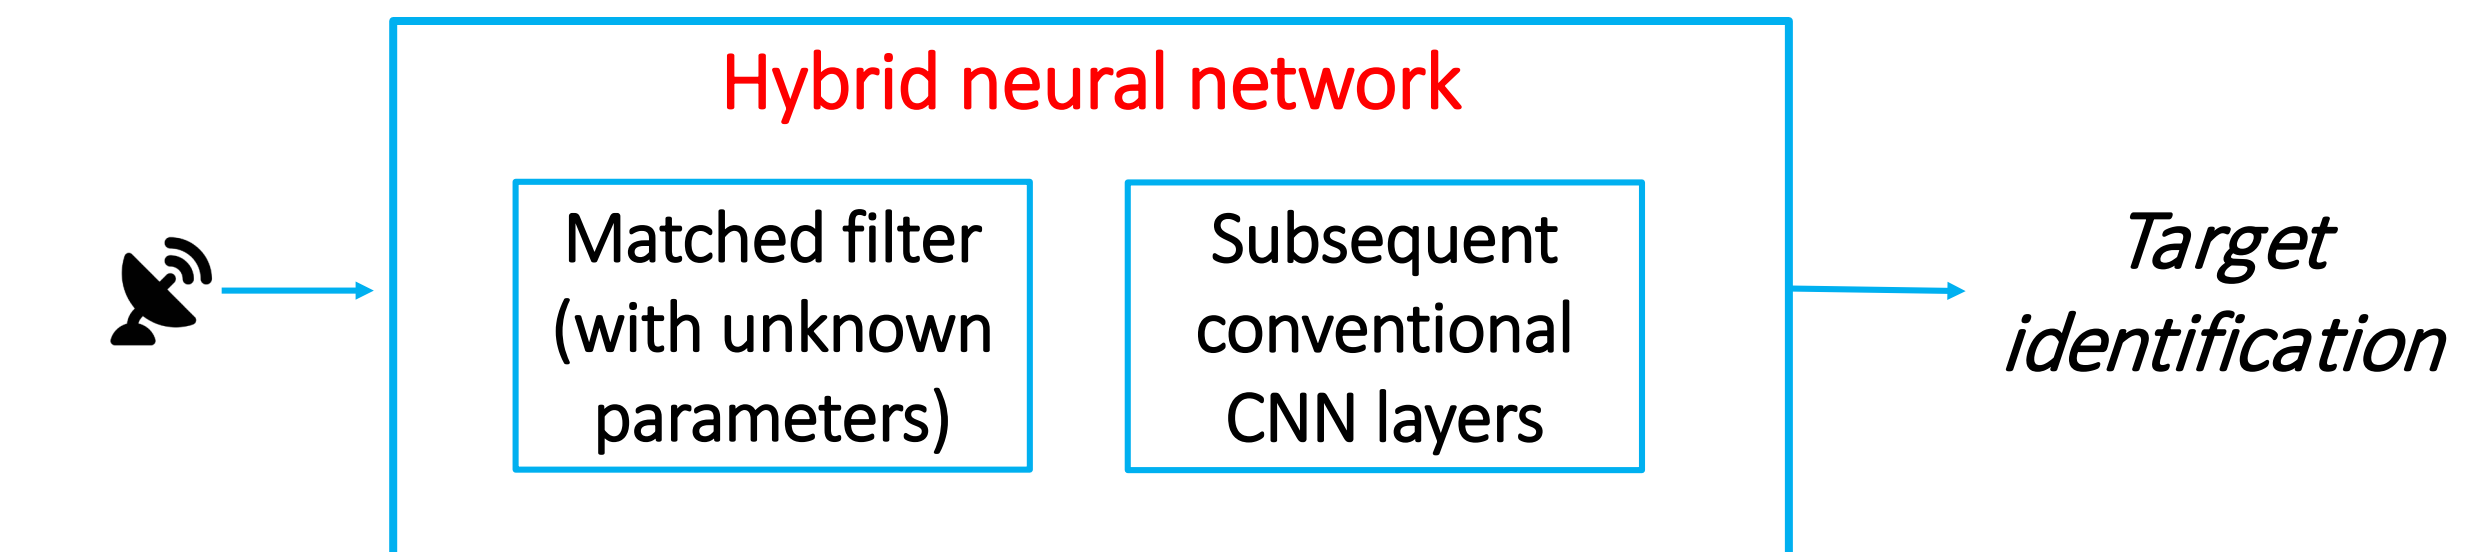 Hybrid neural network
Matched filter
(with unknown
parameters)
Subsequent
conventional
CNN layers
Target
identification